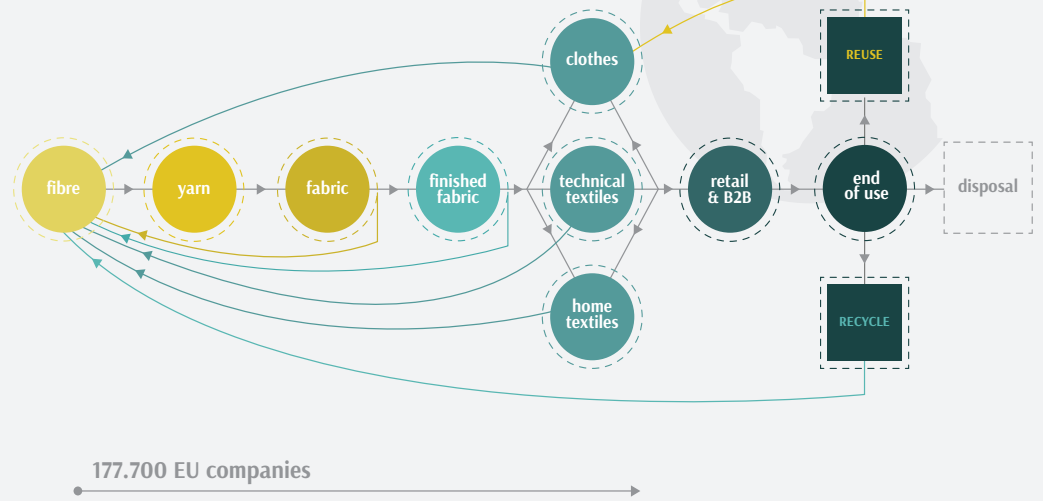 clothes
REUSE
fibre
yarn
fabric
finished
fabric
technical
textiles
retail
& B2B
end
of use
disposal
home
textiles
RECYCLE
177.700 EU companies